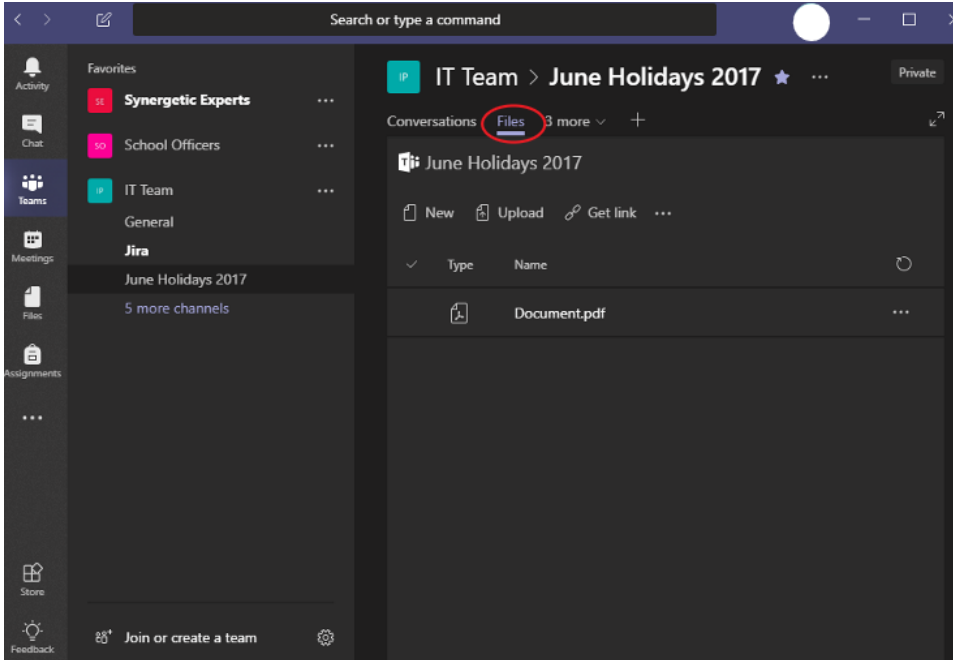 Search or type a command
Activity
Chat
Teams
Meetings
Files
Assignments
Store
Feedback
Favorites
SE Synergetic Experts
SO School Officers
IP IT Team
General
Jira
June Holidays 2017
5 more channels
Join or create a team
IP IT Team > June Holidays 2017
Private
Conversations Files 3 more +
June Holidays 2017
New Upload Get link
Type Name
Document.pdf